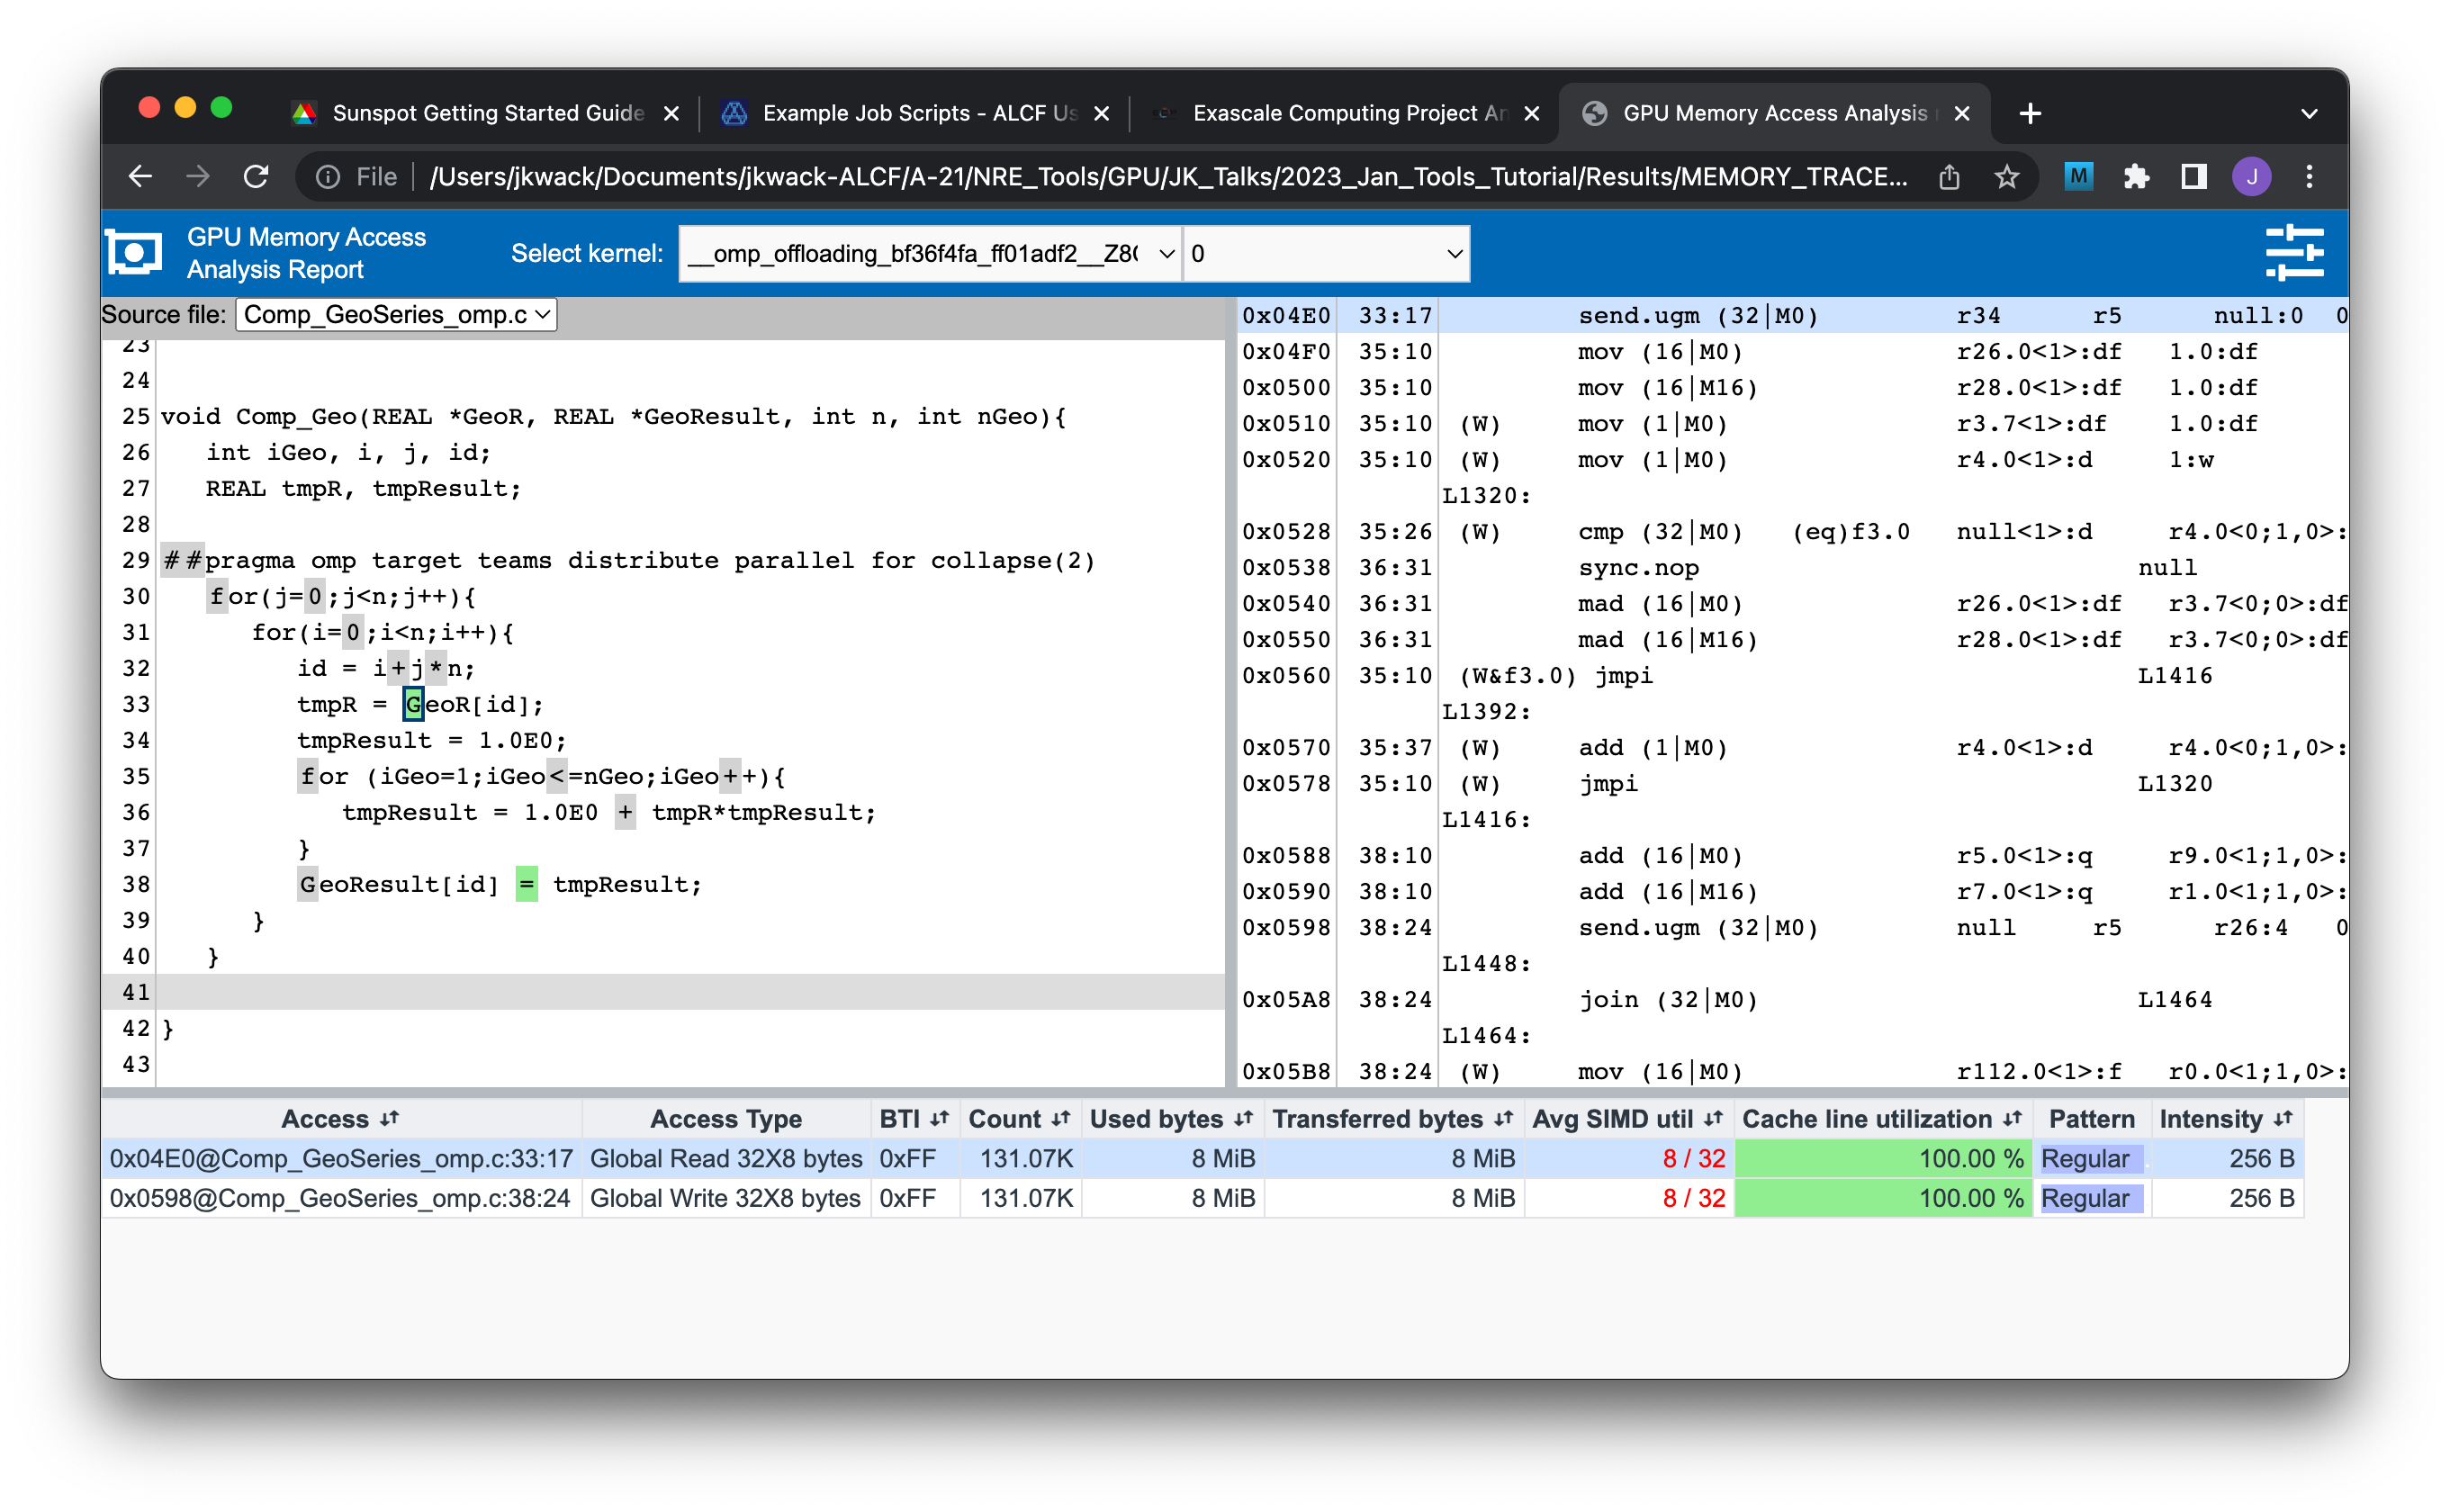 Sunspot Getting Started Guide
Example Job Scripts - ALCF Us
Exascale Computing Project An
GPU Memory Access Analysis
File /Users/jkwack/Documents/jkwack-ALCF/A-21/NRE_Tools/GPU/JK_Talks/2023_Jan_Tools_Tutorial/Results/MEMORY_TRACE... M J
GPU Memory Access
Analysis Report
Select kernel: __omp_offloading_bf36f4fa_ff01adf2__Z8 0
Source file: Comp_GeoSeries_omp.c
23
24
25 void Comp_Geo(REAL *GeoR, REAL *GeoResult, int n, int nGeo){
26 int iGeo, i, j, id;
27 REAL tmpR, tmpResult;
28
29 ##pragma omp target teams distribute parallel for collapse(2)
30 for(j=0;j<n;j++){
31 for(i=0;i<n;i++){
32 id = i+j*n;
33 tmpR = GeoR[id];
34 tmpResult = 1.0E0;
35 for (iGeo=1;iGeo<=nGeo;iGeo++){
36 tmpResult = 1.0E0 + tmpR*tmpResult;
37 }
38 GeoResult[id] = tmpResult;
39 }
40 }
41
42 }
43
0x04E0 33:17 send.ugm (32|M0) r34 r5 null:0 0
0x04F0 35:10 mov (16|M0) r26.0<1>:df 1.0:df
0x0500 35:10 mov (16|M16) r28.0<1>:df 1.0:df
0x0510 35:10 (W) mov (1|M0) r3.7<1>:df 1.0:df
0x0520 35:10 (W) mov (1|M0) r4.0<1>:d 1:w
L1320:
0x0528 35:26 (W) cmp (32|M0) (eq)f3.0 null<1>:d r4.0<0;1,0>:
0x0538 36:31 sync.nop null
0x0540 36:31 mad (16|M0) r26.0<1>:df r3.7<0;0>:df
0x0550 36:31 mad (16|M16) r28.0<1>:df r3.7<0;0>:df
0x0560 35:10 (W&f3.0) jmpi L1416
L1392:
0x0570 35:37 (W) add (1|M0) r4.0<1>:d r4.0<0;1,0>:
0x0578 35:10 (W) jmpi L1320
L1416:
0x0588 38:10 add (16|M0) r5.0<1>:q r9.0<1;1,0>:
0x0590 38:10 add (16|M16) r7.0<1>:q r1.0<1;1,0>:
0x0598 38:24 send.ugm (32|M0) null r5 r26:4 0
L1448:
0x05A8 38:24 join (32|M0) L1464
L1464:
0x05B8 38:24 (W) mov (16|M0) r112.0<1>:f r0.0<1;1,0>:
Access Access Type BTI Count Used bytes Transferred bytes Avg SIMD util Cache line utilization Pattern Intensity
0x04E0@Comp_GeoSeries_omp.c:33:17 Global Read 32X8 bytes 0xFF 131.07K 8 MiB 8 MiB 8 / 32 100.00 % Regular 256 B
0x0598@Comp_GeoSeries_omp.c:38:24 Global Write 32X8 bytes 0xFF 131.07K 8 MiB 8 MiB 8 / 32 100.00 % Regular 256 B